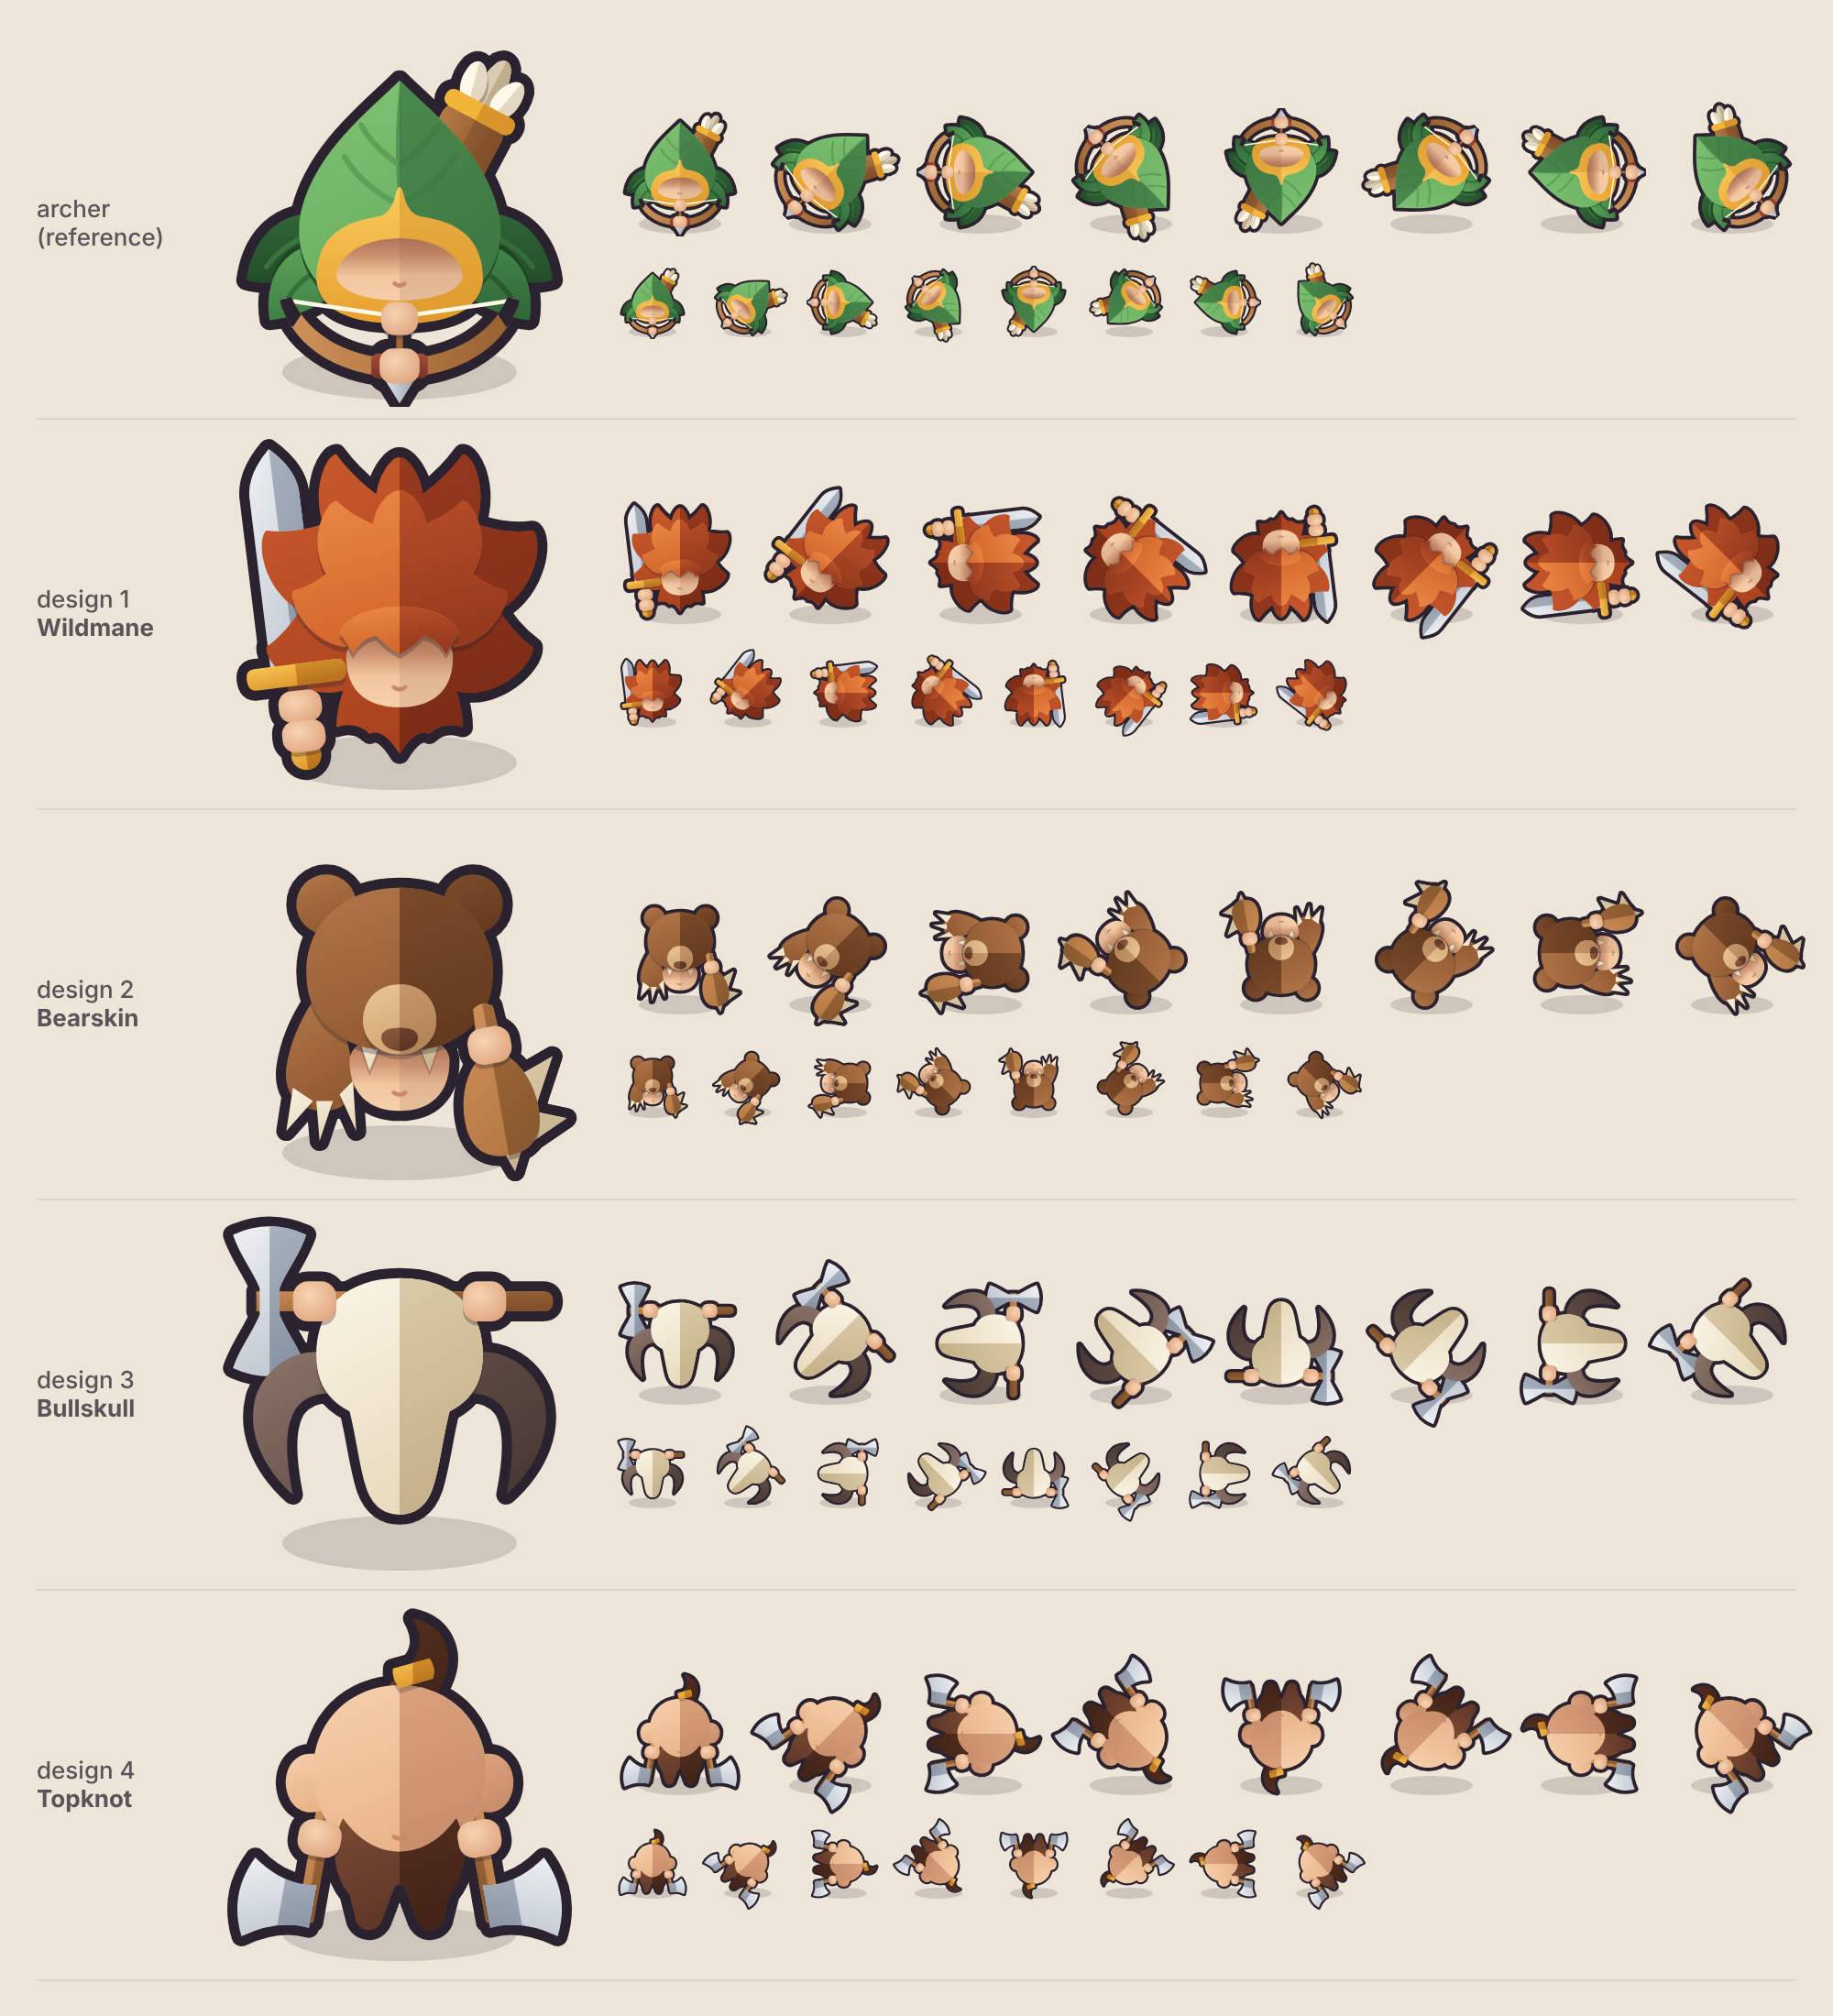 archer
(reference)
design 1
Wildmane
design 2
Bearskin
design 3
Bullskull
design 4
Topknot